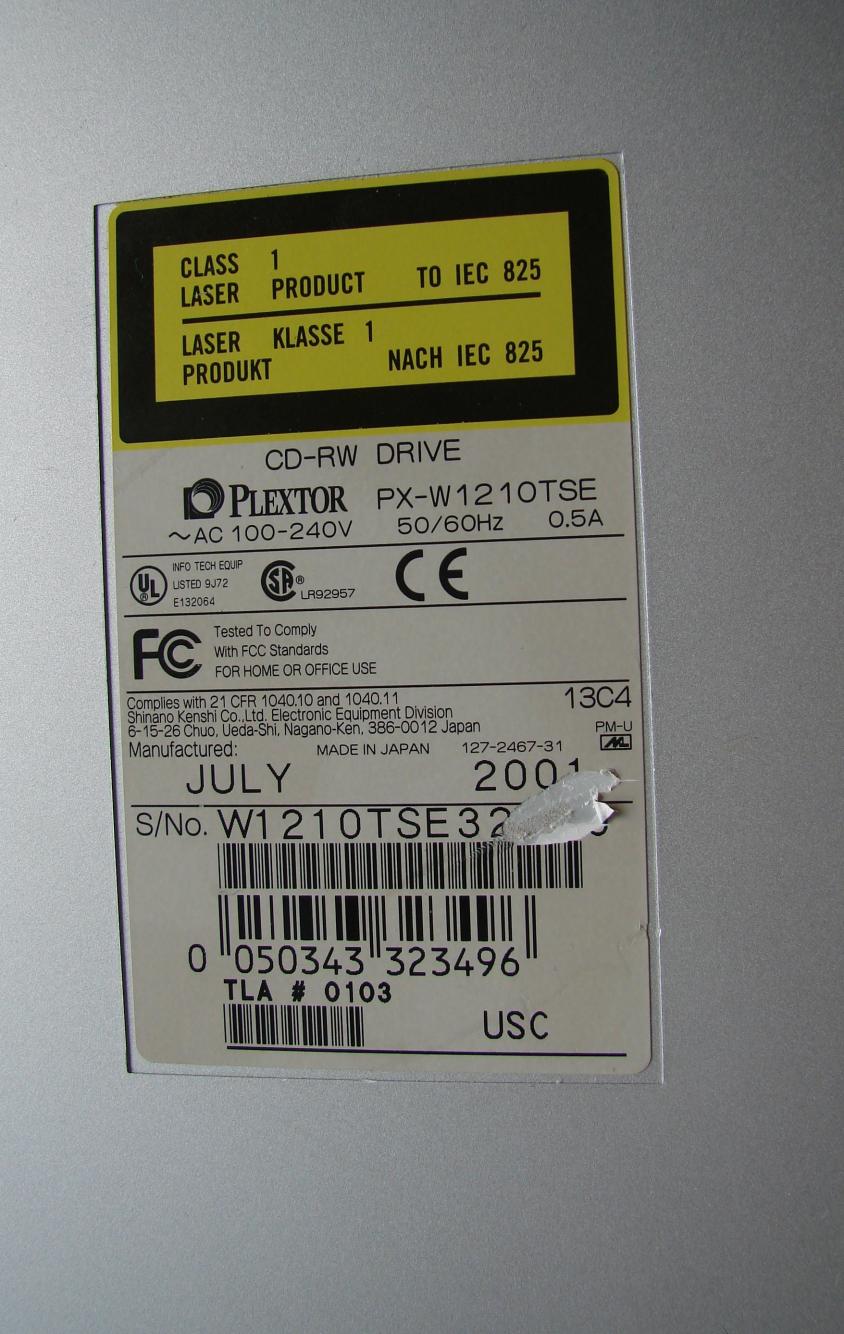 CLASS 1
LASER PRODUCT TO IEC 825
LASER KLASSE 1
PRODUKT NACH IEC 825
CD-RW DRIVE
PLEXTOR PX-W1210TSE
~AC 100-240V 50/60Hz 0.5A
UL INFO TECH EQUIP
LISTED 9J72
E132064
SA ® LR92957
CE
FC Tested To Comply
With FCC Standards
FOR HOME OR OFFICE USE
Complies with 21 CFR 1040.10 and 1040.11 13C4
Shinano Kenshi Co.,Ltd. Electronic Equipment Division
6-15-26 Chuo, Ueda-Shi, Nagano-Ken, 386-0012 Japan PM-U
Manufactured: MADE IN JAPAN 127-2467-31
JULY 2001
S/No.
0 050343 323496
TLA # 0103
USC